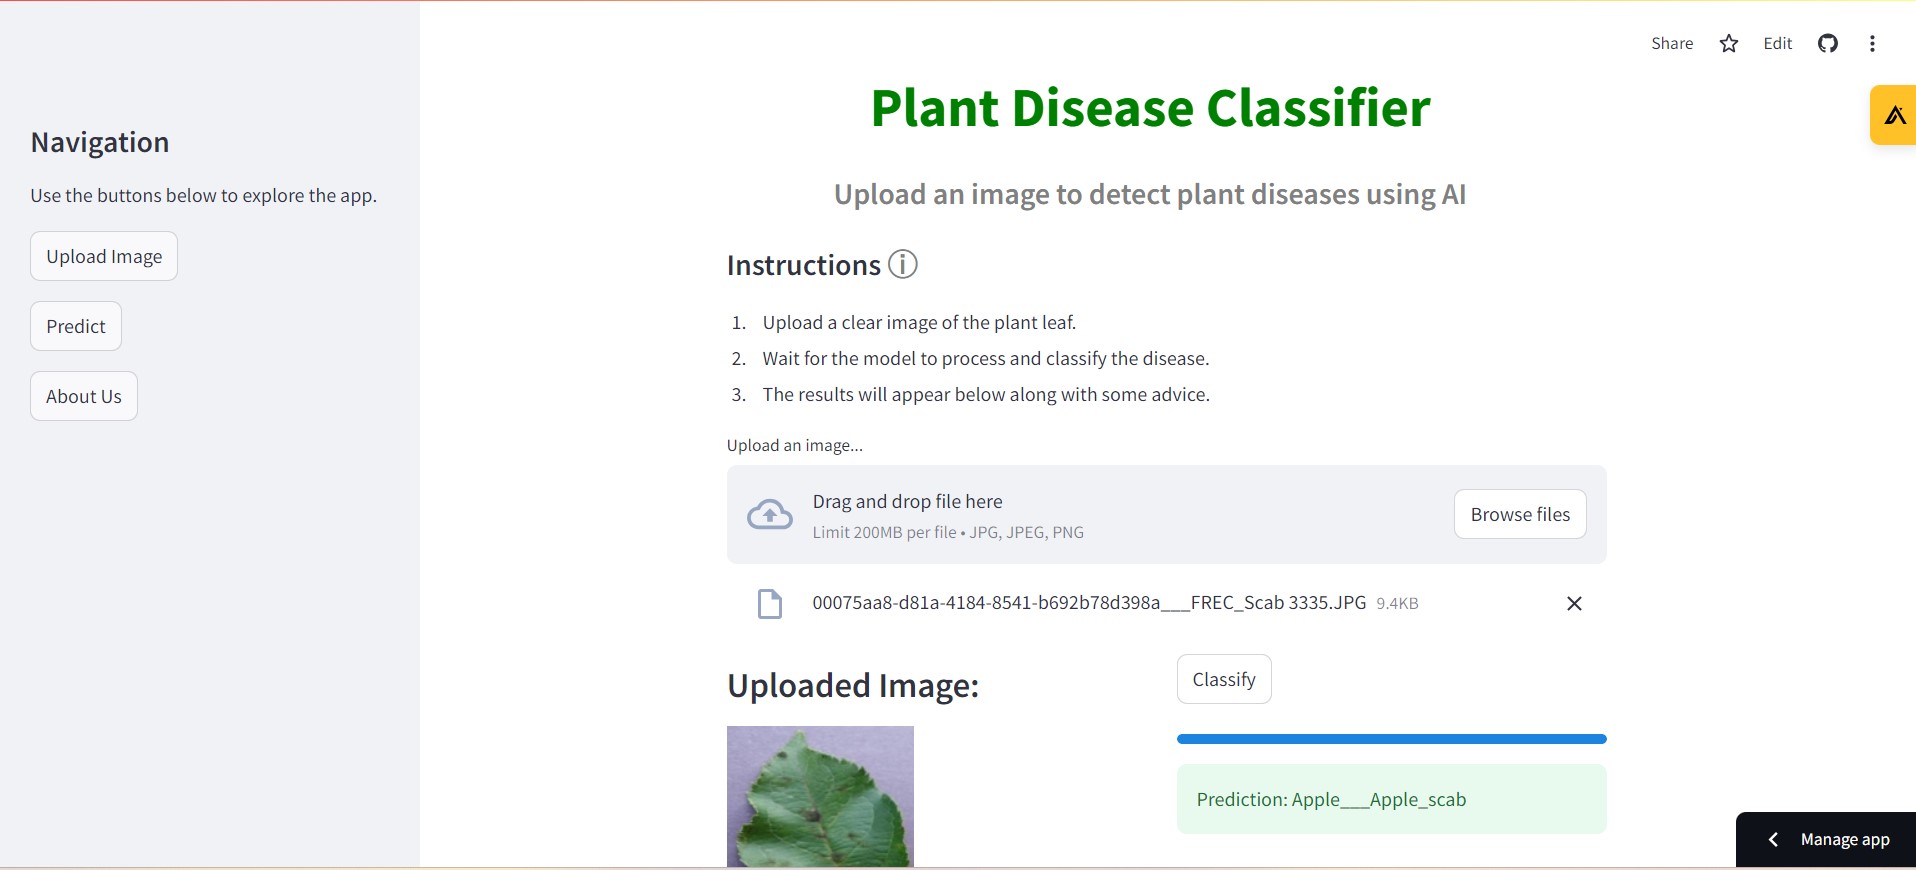 Share Edit
Plant Disease Classifier
Navigation
Upload an image to detect plant diseases using AI
Use the buttons below to explore the app.
Upload Image
Predict
About Us
Instructions
1. Upload a clear image of the plant leaf.
2. Wait for the model to process and classify the disease.
3. The results will appear below along with some advice.
Upload an image...
Drag and drop file here
Limit 200MB per file • JPG, JPEG, PNG
Browse files
00075aa8-d81a-4184-8541-b692b78d398a___FREC_Scab 3335.JPG 9.4KB
Uploaded Image:
Classify
Prediction: Apple___Apple_scab
Manage app